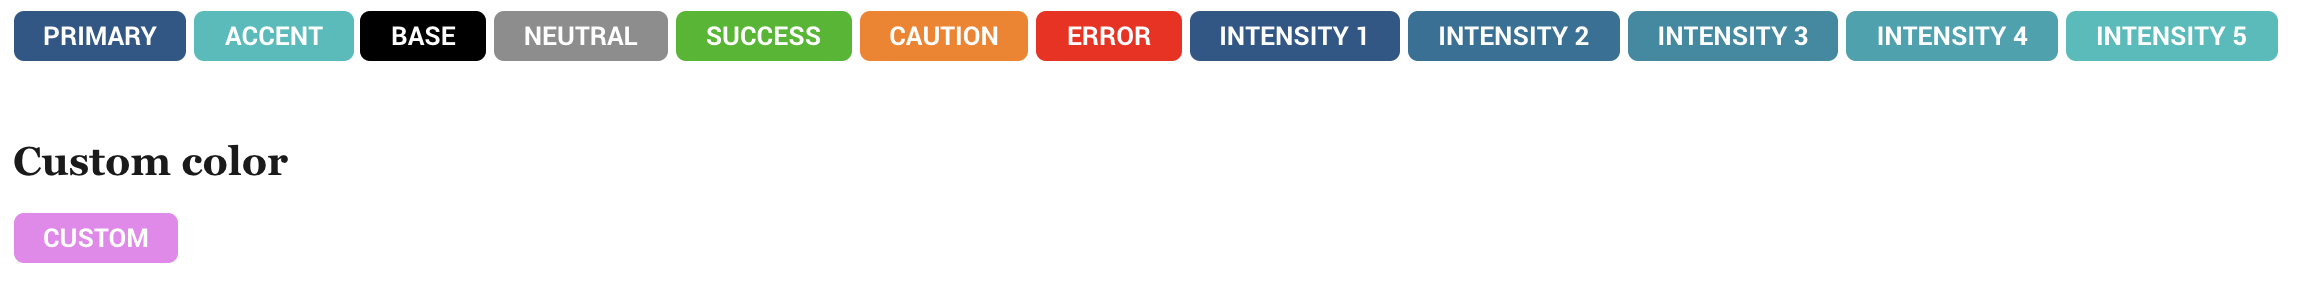 PRIMARY ACCENT BASE NEUTRAL SUCCESS CAUTION ERROR INTENSITY 1 INTENSITY 2 INTENSITY 3 INTENSITY 4 INTENSITY 5
Custom color
CUSTOM